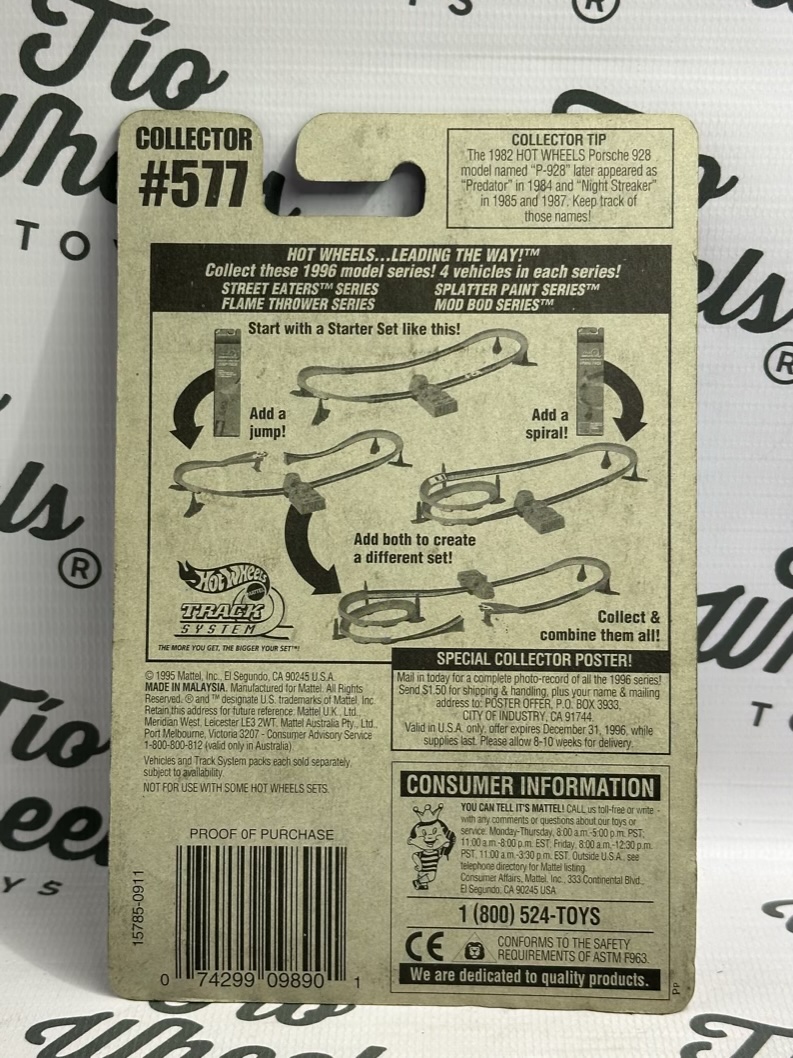 Tío
Wheels
TOY
S
®
COLLECTOR
#577
COLLECTOR TIP
The 1982 HOT WHEELS Porsche 928
model named "P-928" later appeared as
"Predator" in 1984 and "Night Streaker"
in 1985 and 1987. Keep track of
those names!
HOT WHEELS...LEADING THE WAY!™
Collect these 1996 model series! 4 vehicles in each series!
STREET EATERS™ SERIES SPLATTER PAINT SERIES™
FLAME THROWER SERIES MOD BOD SERIES™
Start with a Starter Set like this!
Add a
jump!
Add a
spiral!
Add both to create
a different set!
Hot Wheels
MATTEL
TRACK
SYSTEM
THE MORE YOU GET, THE BIGGER YOUR SET™!
Collect &
combine them all!
© 1995 Mattel, Inc., El Segundo, CA 90245 U.S.A.
MADE IN MALAYSIA. Manufactured for Mattel. All Rights
Reserved. ® and ™ designate U.S. trademarks of Mattel, Inc.
Retain this address for future reference: Mattel U.K., Ltd.,
Meridian West, Leicester LE3 2WT. Mattel Australia Pty., Ltd.,
Port Melbourne, Victoria 3207 - Consumer Advisory Service
1-800-800-812 (valid only in Australia)
Vehicles and Track System packs each sold separately,
subject to availability.
NOT FOR USE WITH SOME HOT WHEELS SETS.
SPECIAL COLLECTOR POSTER!
Mail in today for a complete photo-record of all the 1996 series!
Send $1.50 for shipping & handling, plus your name & mailing
address to: POSTER OFFER, P.O. BOX 3933,
CITY OF INDUSTRY, CA 91744.
Valid in U.S.A. only, offer expires December 31, 1996, while
supplies last. Please allow 8-10 weeks for delivery.
CONSUMER INFORMATION
YOU CAN TELL IT'S MATTEL! CALL us toll-free or write -
with any comments or questions about our toys or
service. Monday-Thursday, 8:00 a.m.-5:00 p.m. PST,
11:00 a.m.-8:00 p.m. EST. Friday, 8:00 a.m.-12:30 p.m.
PST, 11:00 a.m.-3:30 p.m. EST. Outside U.S.A., see
telephone directory for Mattel listing.
Consumer Affairs, Mattel, Inc., 333 Continental Blvd.,
El Segundo, CA 90245 USA
1 (800) 524-TOYS
CE
CONFORMS TO THE SAFETY
REQUIREMENTS OF ASTM F963.
We are dedicated to quality products.
PP
PROOF OF PURCHASE
15785-0911
0 74299 09890 1